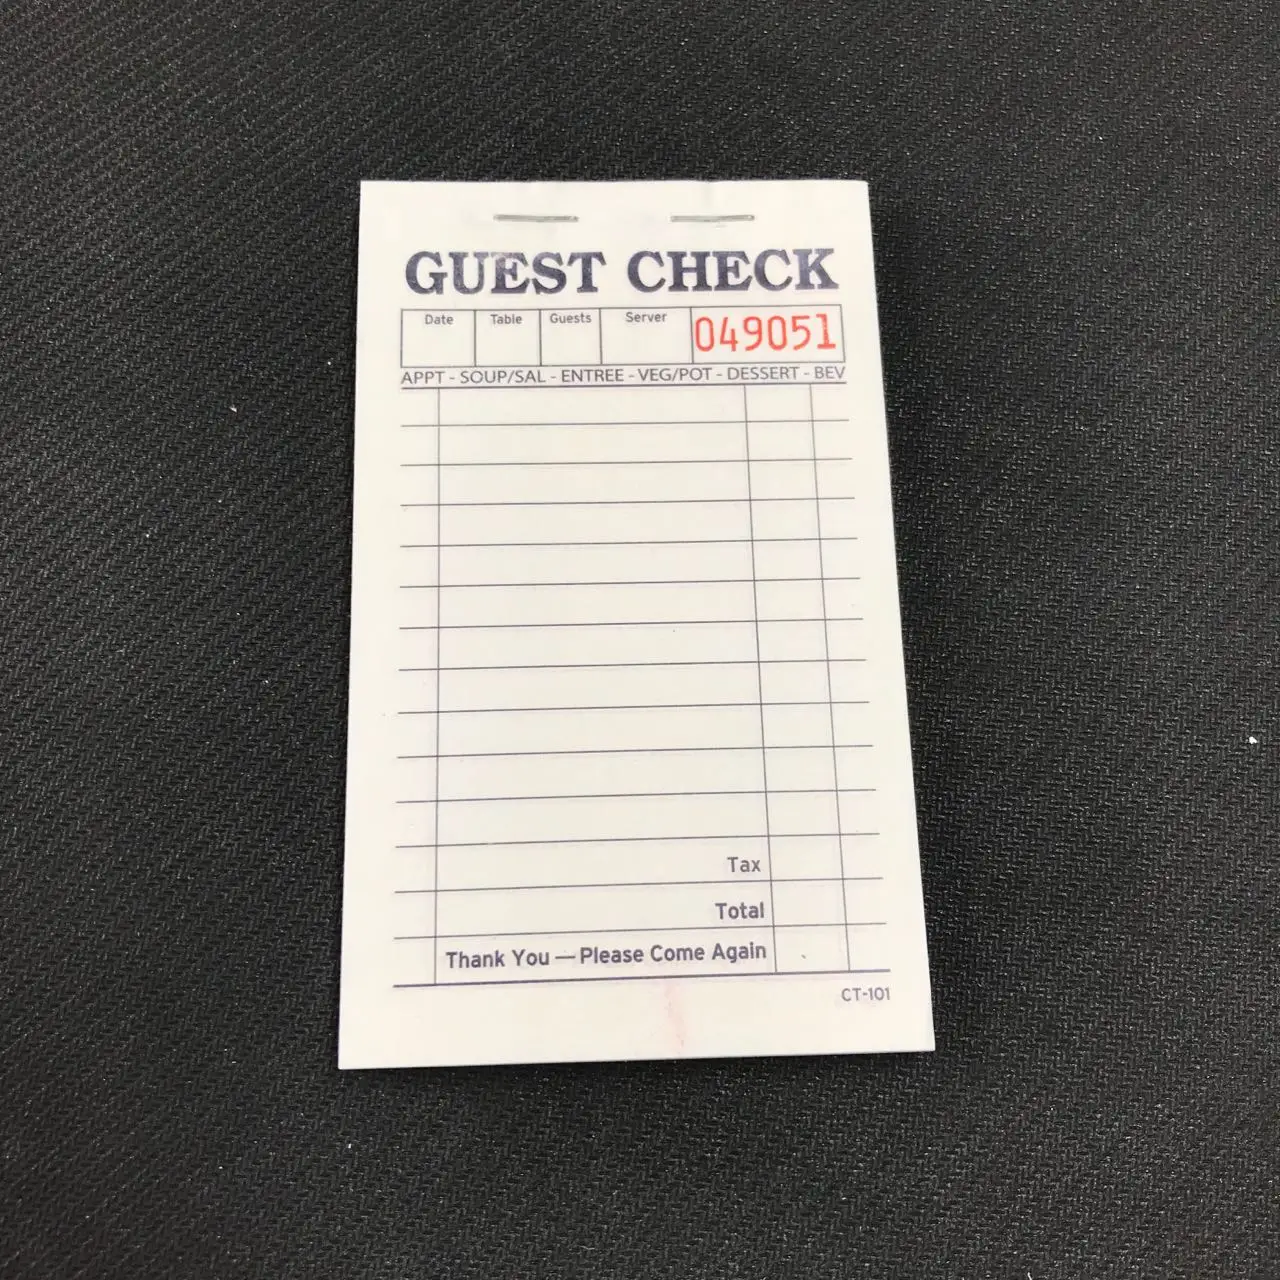 GUEST CHECK
Date Table Guests Server 049051
APPT - SOUP/SAL - ENTREE - VEG/POT - DESSERT - BEV
Tax
Total
Thank You — Please Come Again
CT-101